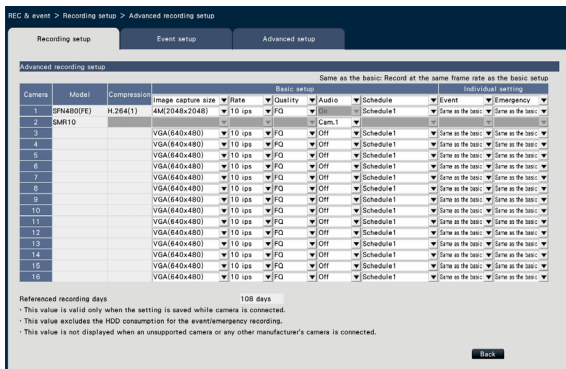 REC & event > Recording setup > Advanced recording setup
Recording setup Event setup Advanced setup
Advanced recording setup
Same as the basic: Record at the same frame rate as the basic setup
Camera Model Compression Basic setup Individual setting
Image capture size Rate Quality Audio Schedule Event Emergency
1 SFN480(FE) H.264(1) 4M(2048x2048) 10 ips FQ On Schedule1 Same as the basic Same as the basic
2 SMR10 Cam.1
3 VGA(640x480) 10 ips FQ Off Schedule1 Same as the basic Same as the basic
4 VGA(640x480) 10 ips FQ Off Schedule1 Same as the basic Same as the basic
5 VGA(640x480) 10 ips FQ Off Schedule1 Same as the basic Same as the basic
6 VGA(640x480) 10 ips FQ Off Schedule1 Same as the basic Same as the basic
7 VGA(640x480) 10 ips FQ Off Schedule1 Same as the basic Same as the basic
8 VGA(640x480) 10 ips FQ Off Schedule1 Same as the basic Same as the basic
9 VGA(640x480) 10 ips FQ Off Schedule1 Same as the basic Same as the basic
10 VGA(640x480) 10 ips FQ Off Schedule1 Same as the basic Same as the basic
11 VGA(640x480) 10 ips FQ Off Schedule1 Same as the basic Same as the basic
12 VGA(640x480) 10 ips FQ Off Schedule1 Same as the basic Same as the basic
13 VGA(640x480) 10 ips FQ Off Schedule1 Same as the basic Same as the basic
14 VGA(640x480) 10 ips FQ Off Schedule1 Same as the basic Same as the basic
15 VGA(640x480) 10 ips FQ Off Schedule1 Same as the basic Same as the basic
16 VGA(640x480) 10 ips FQ Off Schedule1 Same as the basic Same as the basic
Referenced recording days 108 days
· This value is valid only when the setting is saved while camera is connected.
· This value excludes the HDD consumption for the event/emergency recording.
· This value is not displayed when an unsupported camera or any other manufacturer's camera is connected.
Back